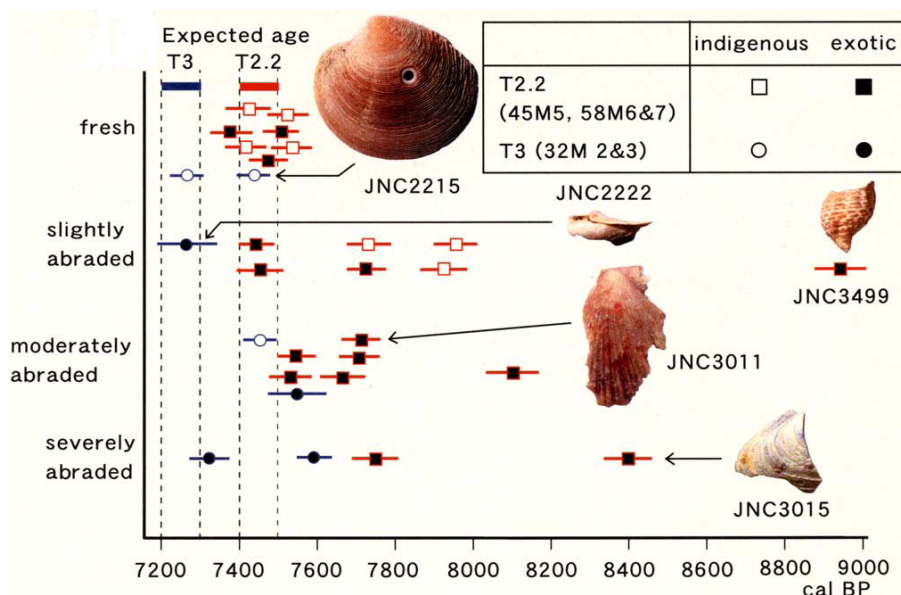 Expected age
T3 T2.2
indigenous exotic
T2.2
(45M5, 58M6&7)
T3 (32M 2&3)
fresh
JNC2215
JNC2222
slightly
abraded
JNC3499
moderately
abraded
JNC3011
severely
abraded
JNC3015
7200 7400 7600 7800 8000 8200 8400 8600 8800 9000
cal BP